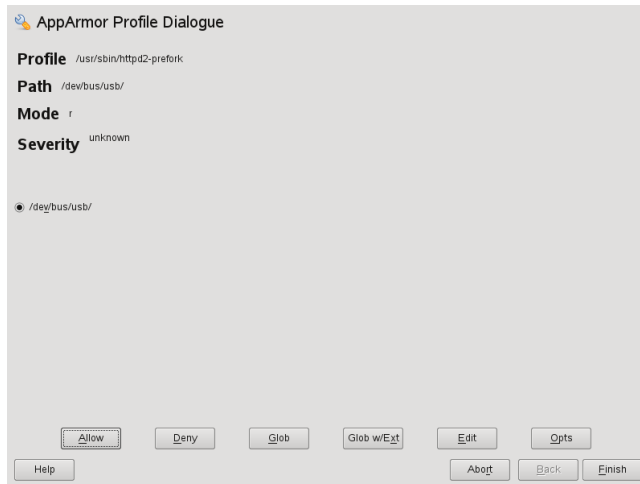 AppArmor Profile Dialogue
Profile /usr/sbin/httpd2-prefork
Path /dev/bus/usb/
Mode r
Severity unknown
/dev/bus/usb/
Allow Deny Glob Glob w/Ext Edit Opts
Help Abort Back Finish